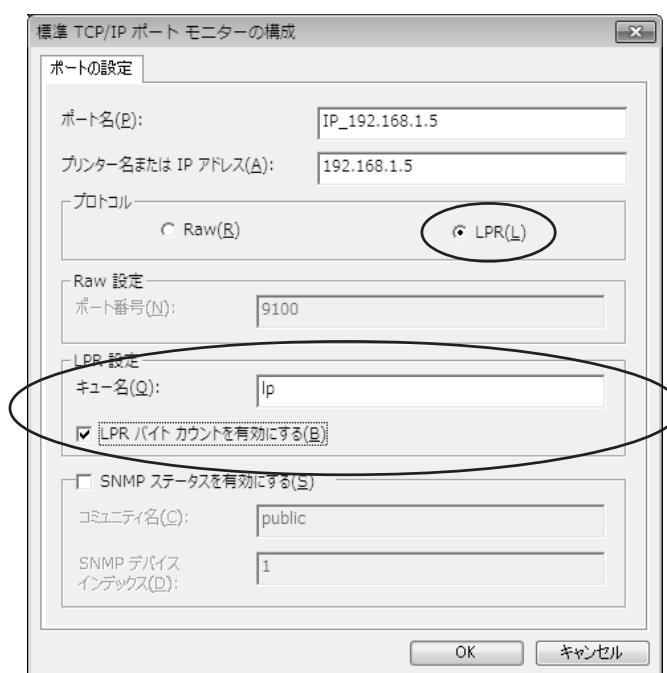 標準 TCP/IP ポート モニターの構成
ポートの設定
ポート名(P): IP_192.168.1.5
プリンター名または IP アドレス(A): 192.168.1.5
プロトコル
Raw(R) LPR(L)
Raw 設定
ポート番号(N): 9100
LPR 設定
キュー名(Q): lp
LPR バイト カウントを有効にする(B)
SNMP ステータスを有効にする(S)
コミュニティ名(C): public
SNMP デバイス
インデックス(D): 1
OK キャンセル